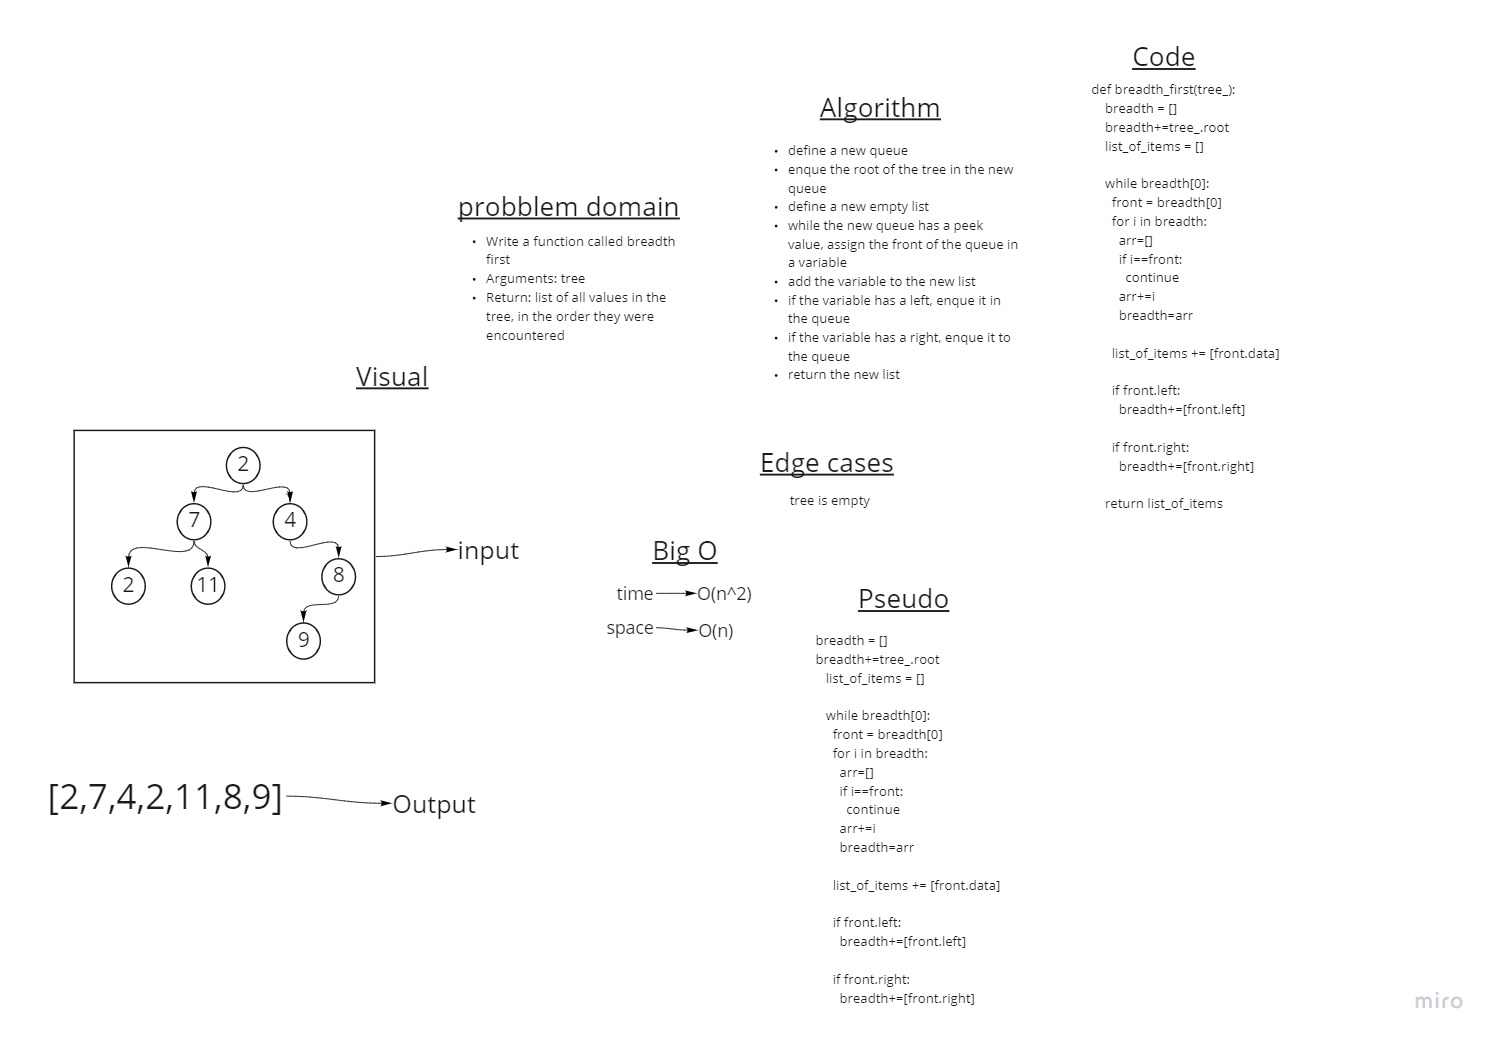 probblem domain
• Write a function called breadth
first
• Arguments: tree
• Return: list of all values in the
tree, in the order they were
encountered
Visual
2
7
4
2
11
8
9
input
[2,7,4,2,11,8,9]
Output
Algorithm
• define a new queue
• enque the root of the tree in the new
queue
• define a new empty list
• while the new queue has a peek
value, assign the front of the queue in
a variable
• add the variable to the new list
• if the variable has a left, enque it in
the queue
• if the variable has a right, enque it to
the queue
• return the new list
Edge cases
tree is empty
Big O
time O(n^2)
space O(n)
Pseudo
breadth = []
breadth+=tree_.root
list_of_items = []
while breadth[0]:
front = breadth[0]
for i in breadth:
arr=[]
if i==front:
continue
arr+=i
breadth=arr
list_of_items += [front.data]
if front.left:
breadth+=[front.left]
if front.right:
breadth+=[front.right]
Code
def breadth_first(tree_):
breadth = []
breadth+=tree_.root
list_of_items = []
while breadth[0]:
front = breadth[0]
for i in breadth:
arr=[]
if i==front:
continue
arr+=i
breadth=arr
list_of_items += [front.data]
if front.left:
breadth+=[front.left]
if front.right:
breadth+=[front.right]
return list_of_items
miro